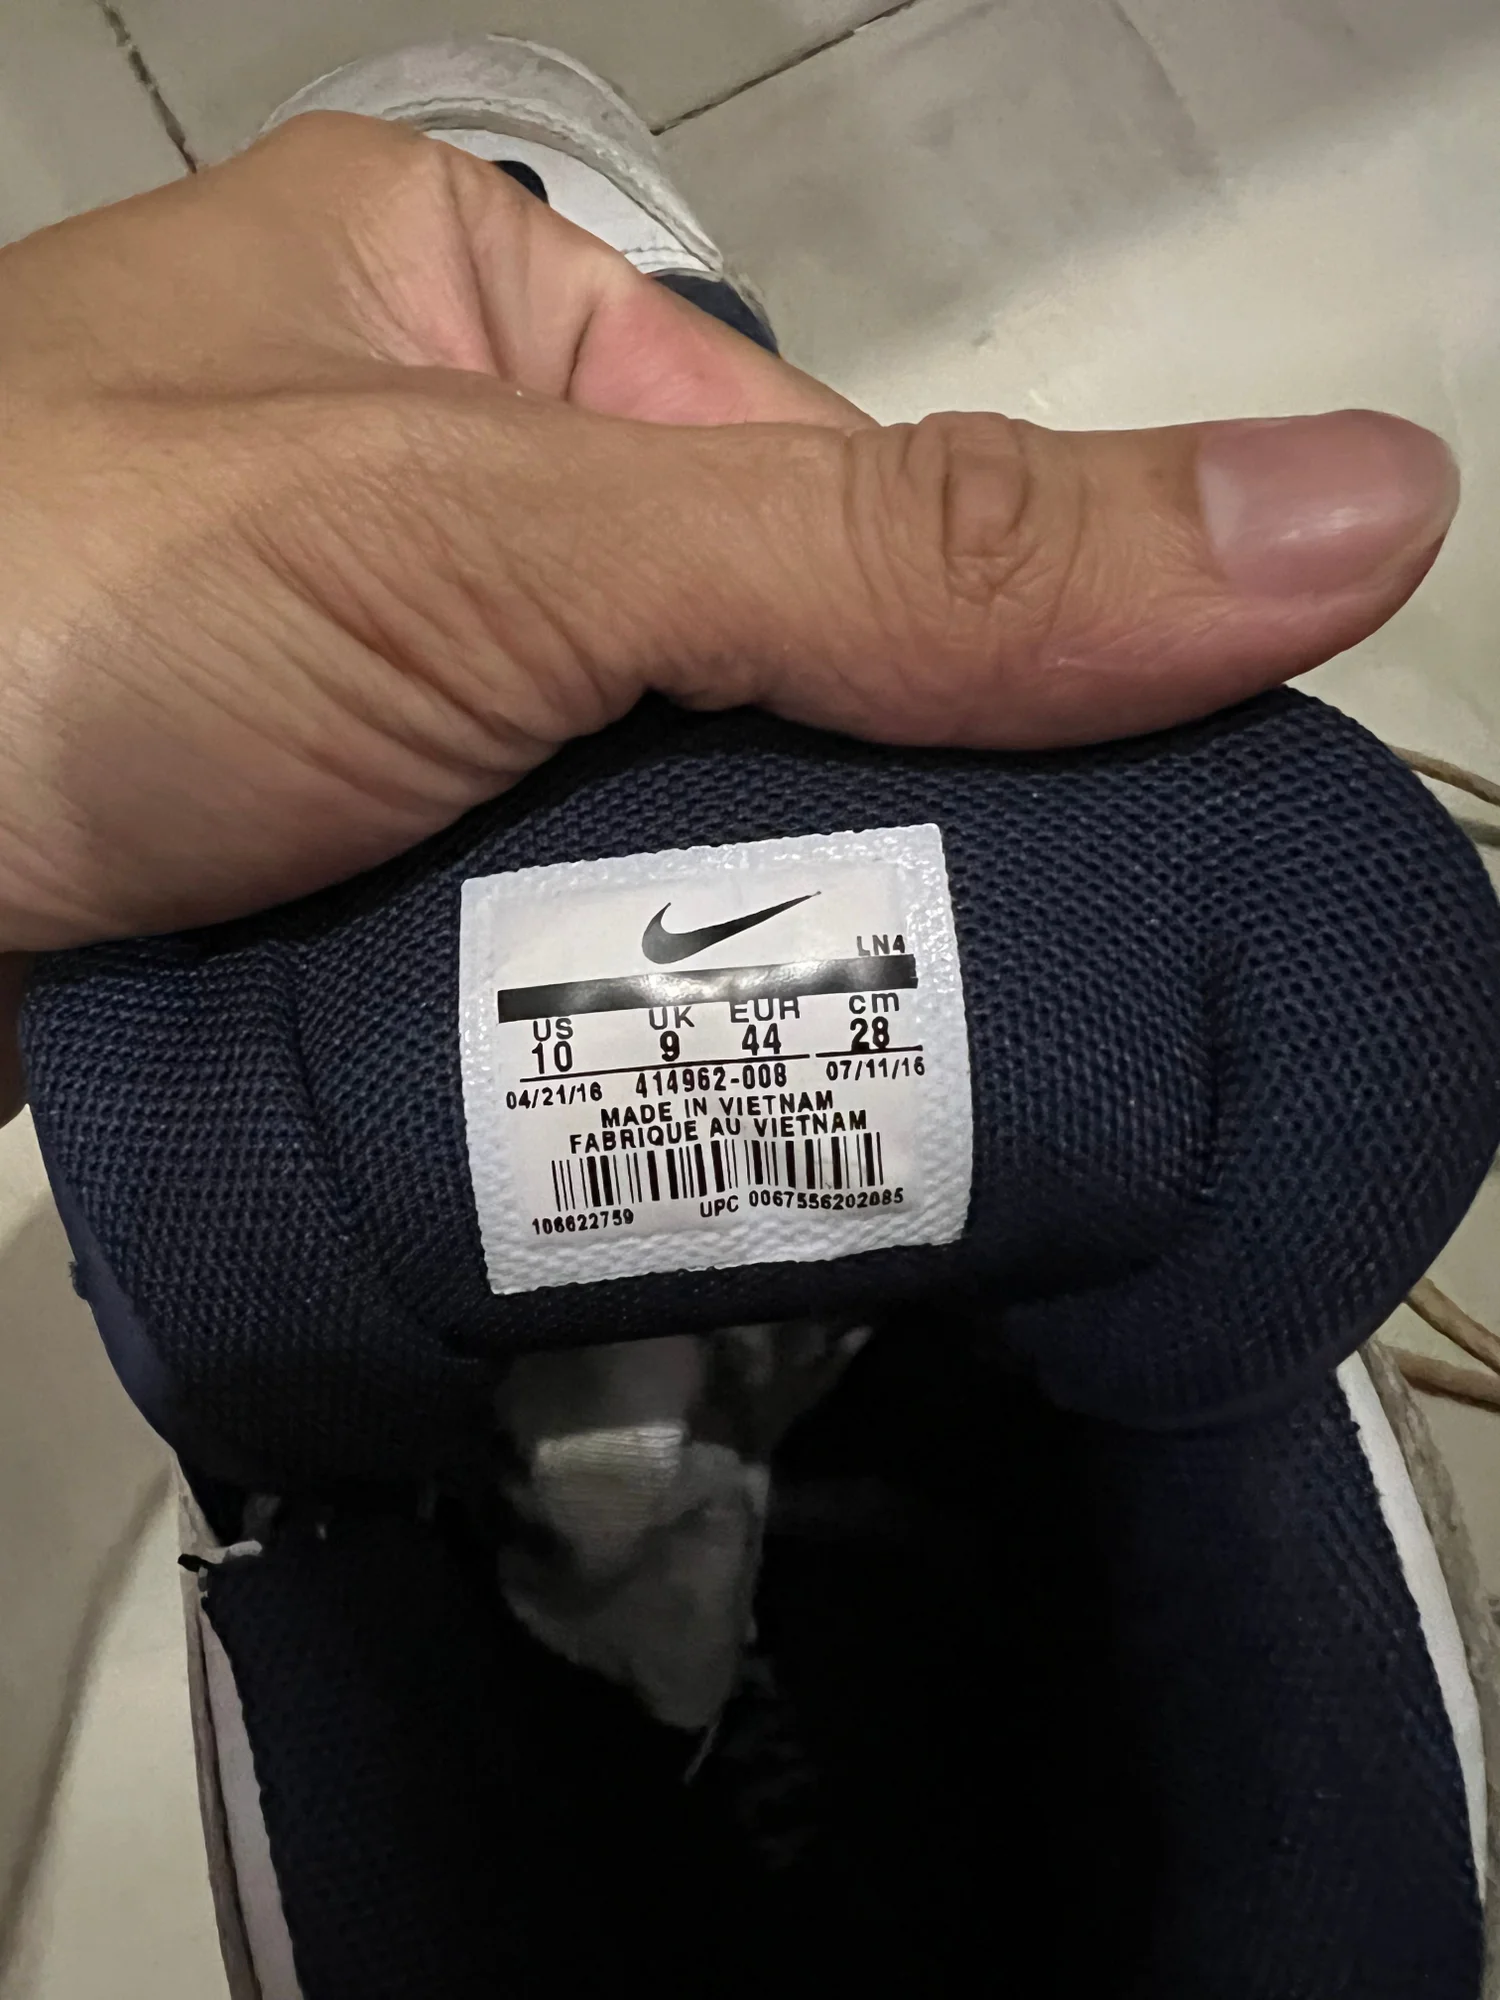 LN4
US UK EUR cm
10 9 44 28
04/21/16 414962-008 07/11/16
MADE IN VIETNAM
FABRIQUE AU VIETNAM
106622759 UPC 0067556202085